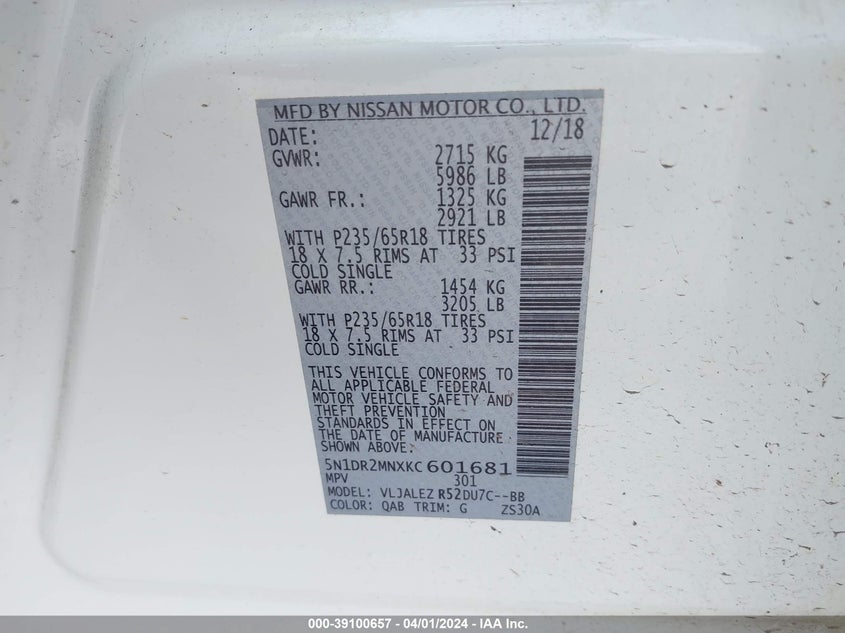 MFD BY NISSAN MOTOR CO., LTD.
DATE: 12/18
GVWR: 2715 KG
5986 LB
GAWR FR.: 1325 KG
2921 LB
WITH P235/65R18 TIRES
18 X 7.5 RIMS AT 33 PSI
COLD SINGLE
GAWR RR.: 1454 KG
3205 LB
WITH P235/65R18 TIRES
18 X 7.5 RIMS AT 33 PSI
COLD SINGLE
THIS VEHICLE CONFORMS TO
ALL APPLICABLE FEDERAL
MOTOR VEHICLE SAFETY AND
THEFT PREVENTION
STANDARDS IN EFFECT ON
THE DATE OF MANUFACTURE
SHOWN ABOVE.
5N1DR2MNXKC601681
MPV 301
MODEL: VLJALEZ R52DU7C--BB
COLOR: QAB TRIM: G ZS30A
000-39100657 - 04/01/2024 - IAA Inc.